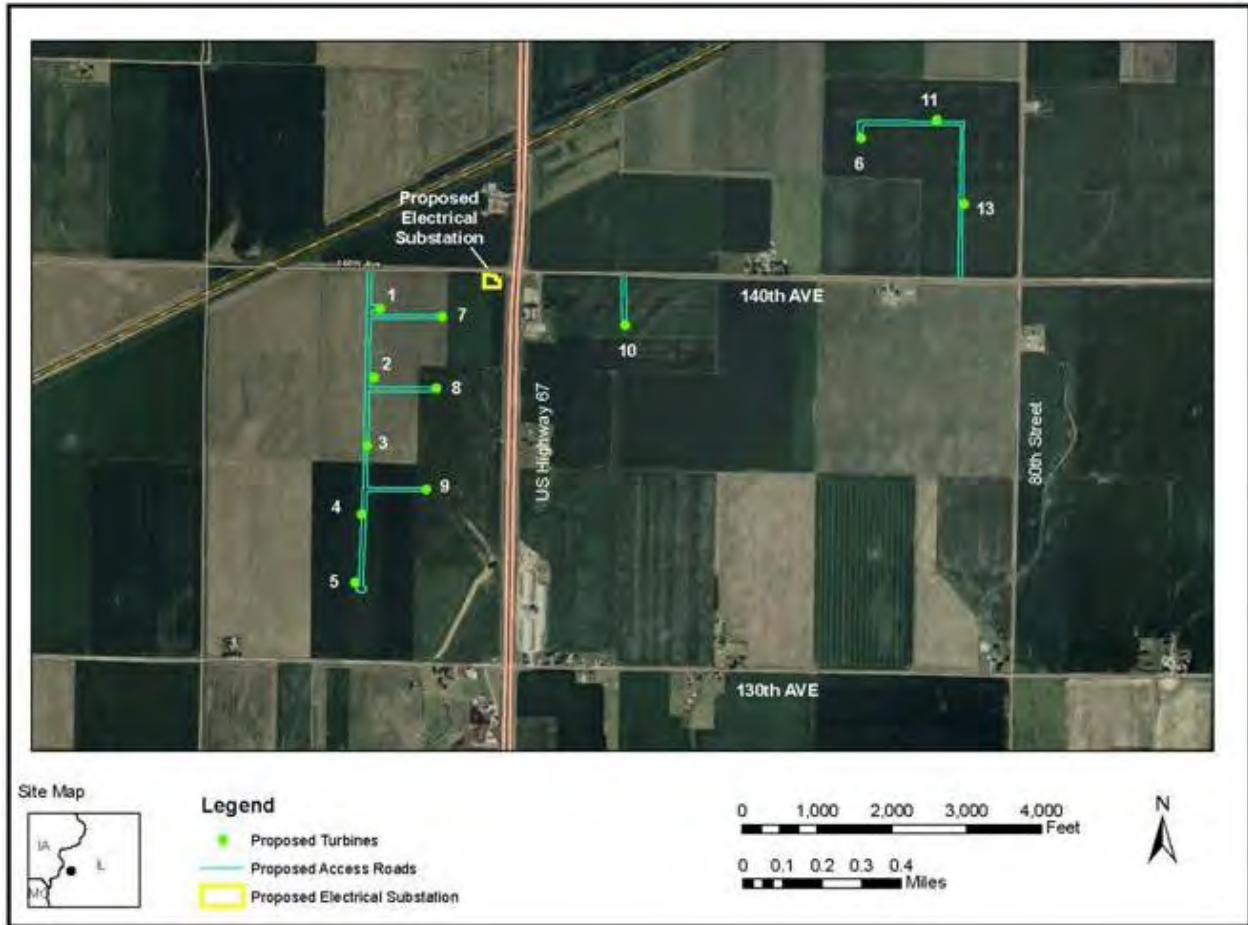 11
6
13
Proposed
Electrical
Substation
140th AVE
1
7
10
2
8
US Highway 67
80th Street
3
9
4
5
130th AVE
Site Map
IA
IL
MO
Legend
Proposed Turbines
Proposed Access Roads
Proposed Electrical Substation
0 1,000 2,000 3,000 4,000
Feet
0 0.1 0.2 0.3 0.4
Miles
N